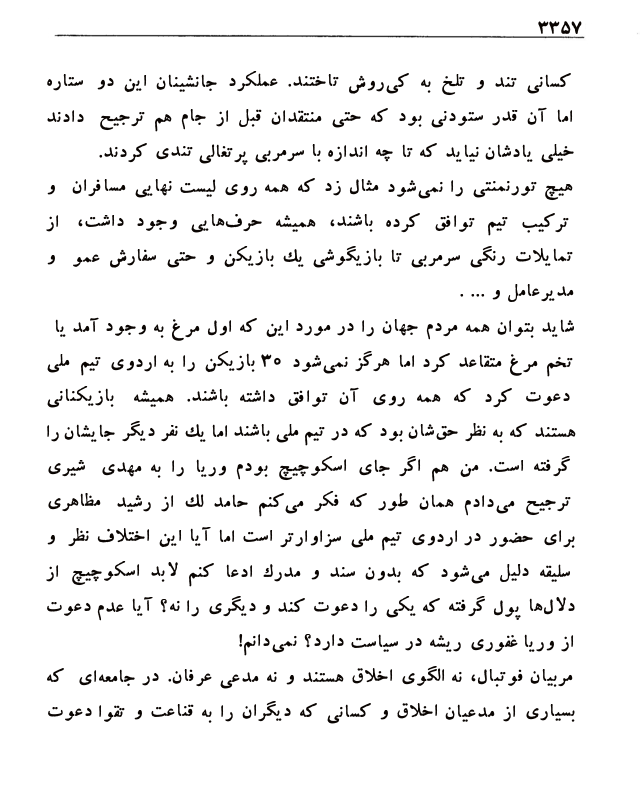 ۳۳۵۷
کسانی تند و تلخ به کی‌روش تاختند. عملکرد جانشینان این دو ستاره
اما آن قدر ستودنی بود که حتی منتقدان قبل از جام هم ترجیح دادند
خیلی یادشان نیاید که تا چه اندازه با سرمربی پرتغالی تندی کردند.
هیچ تورنمنتی را نمی‌شود مثال زد که همه روی لیست نهایی مسافران و
ترکیب تیم توافق کرده باشند، همیشه حرف‌هایی وجود داشت، از
تمایلات رنگی سرمربی تا بازیگوشی یك بازیکن و حتی سفارش عمو و
مدیرعامل و ... .
شاید بتوان همه مردم جهان را در مورد این که اول مرغ به وجود آمد یا
تخم مرغ متقاعد کرد اما هرگز نمی‌شود ۳۰ بازیکن را به اردوی تیم ملی
دعوت کرد که همه روی آن توافق داشته باشند. همیشه بازیکنانی
هستند که به نظر حق‌شان بود که در تیم ملی باشند اما یك نفر دیگر جایشان را
گرفته است. من هم اگر جای اسکوچیچ بودم وریا را به مهدی شیری
ترجیح می‌دادم همان طور که فکر می‌کنم حامد لك از رشید مظاهری
برای حضور در اردوی تیم ملی سزاوارتر است اما آیا این اختلاف نظر و
سلیقه دلیل می‌شود که بدون سند و مدرك ادعا کنم لابد اسکوچیچ از
دلال‌ها پول گرفته که یکی را دعوت کند و دیگری را نه؟ آیا عدم دعوت
از وریا غفوری ریشه در سیاست دارد؟ نمی‌دانم!
مربیان فوتبال، نه الگوی اخلاق هستند و نه مدعی عرفان. در جامعه‌ای که
بسیاری از مدعیان اخلاق و کسانی که دیگران را به قناعت و تقوا دعوت